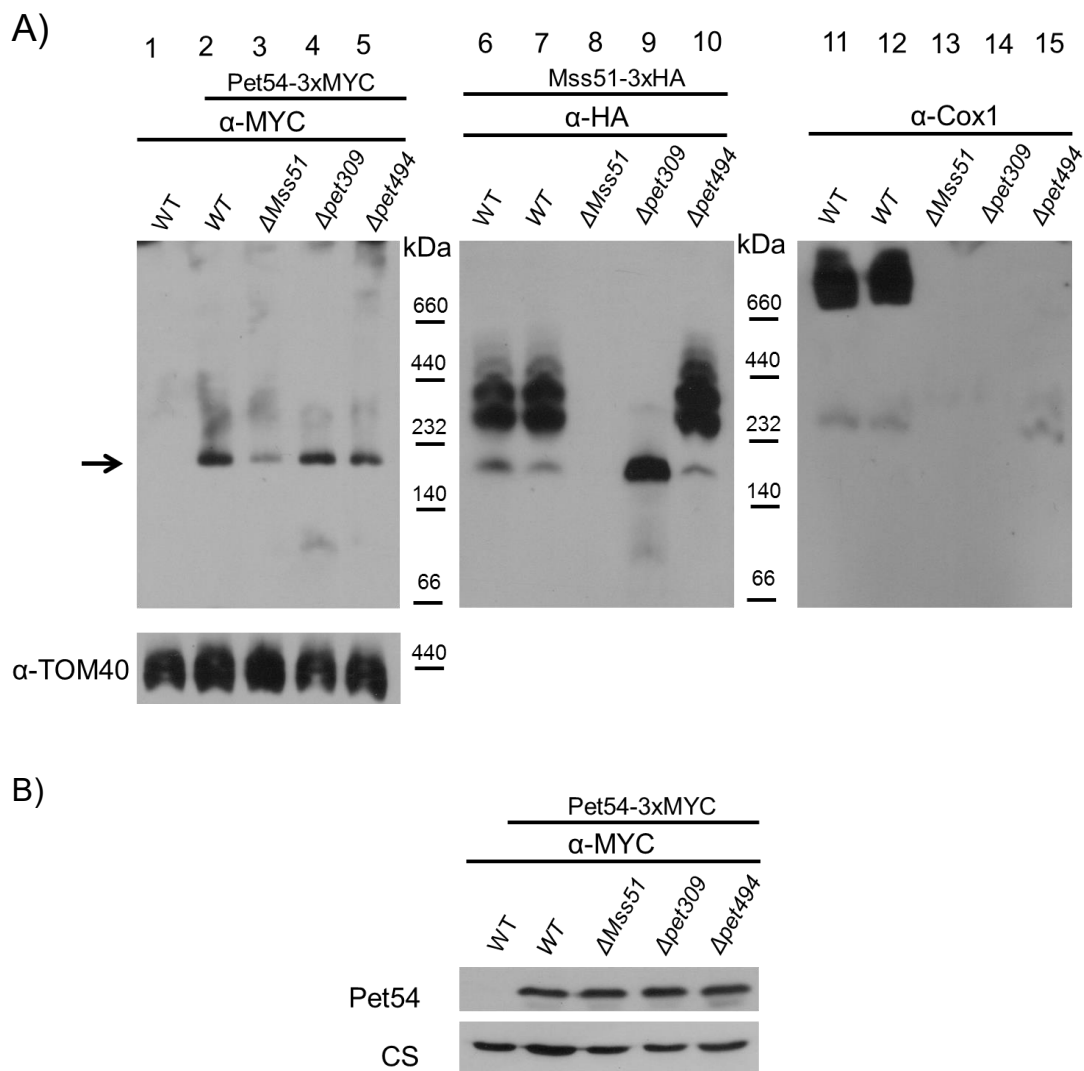 A)
1 2 3 4 5 6 7 8 9 10 11 12 13 14 15
Pet54-3xMYC Mss51-3xHA
α-MYC α-HA α-Cox1
WT WT ΔMss51 Δpet309 Δpet494 WT WT ΔMss51 Δpet309 Δpet494 WT WT ΔMss51 Δpet309 Δpet494
kDa kDa
660 660
440 440
232 232
140 140
66 66
α-TOM40 440
B)
Pet54-3xMYC
α-MYC
WT WT ΔMss51 Δpet309 Δpet494
Pet54
CS